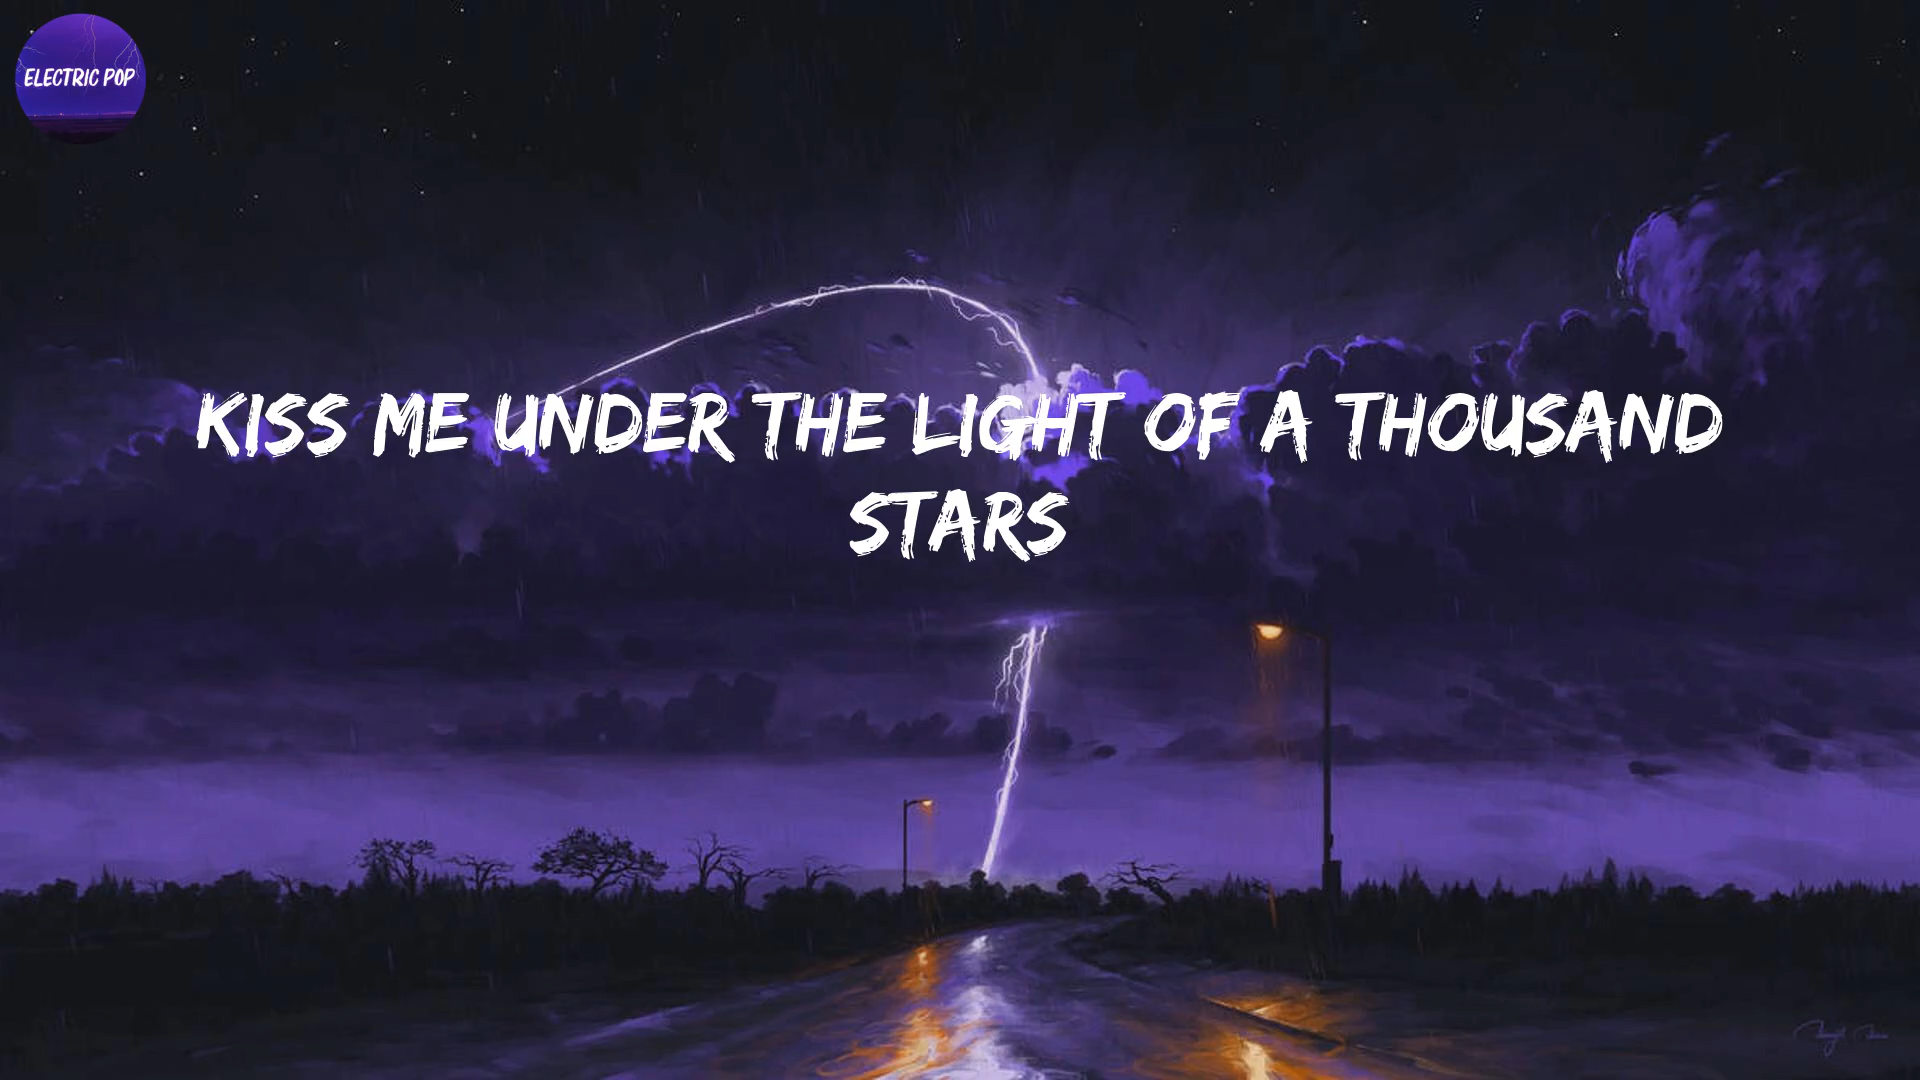 ELECTRIC POP
KISS ME UNDER THE LIGHT OF A THOUSAND
STARS